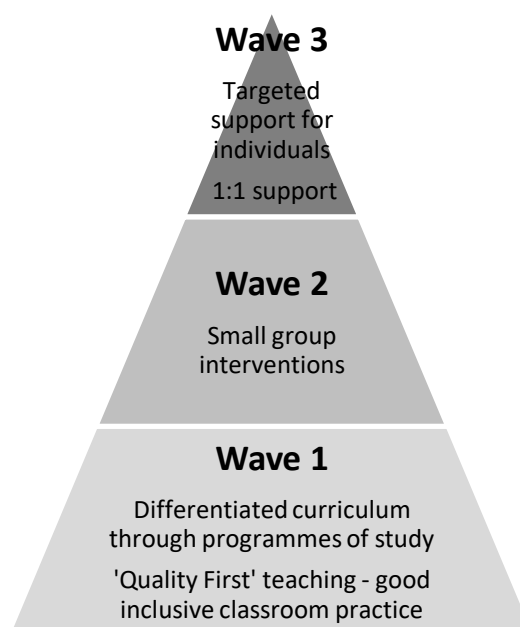 Wave 3
Targeted
support for
individuals
1:1 support
Wave 2
Small group
interventions
Wave 1
Differentiated curriculum
through programmes of study
'Quality First' teaching - good
inclusive classroom practice